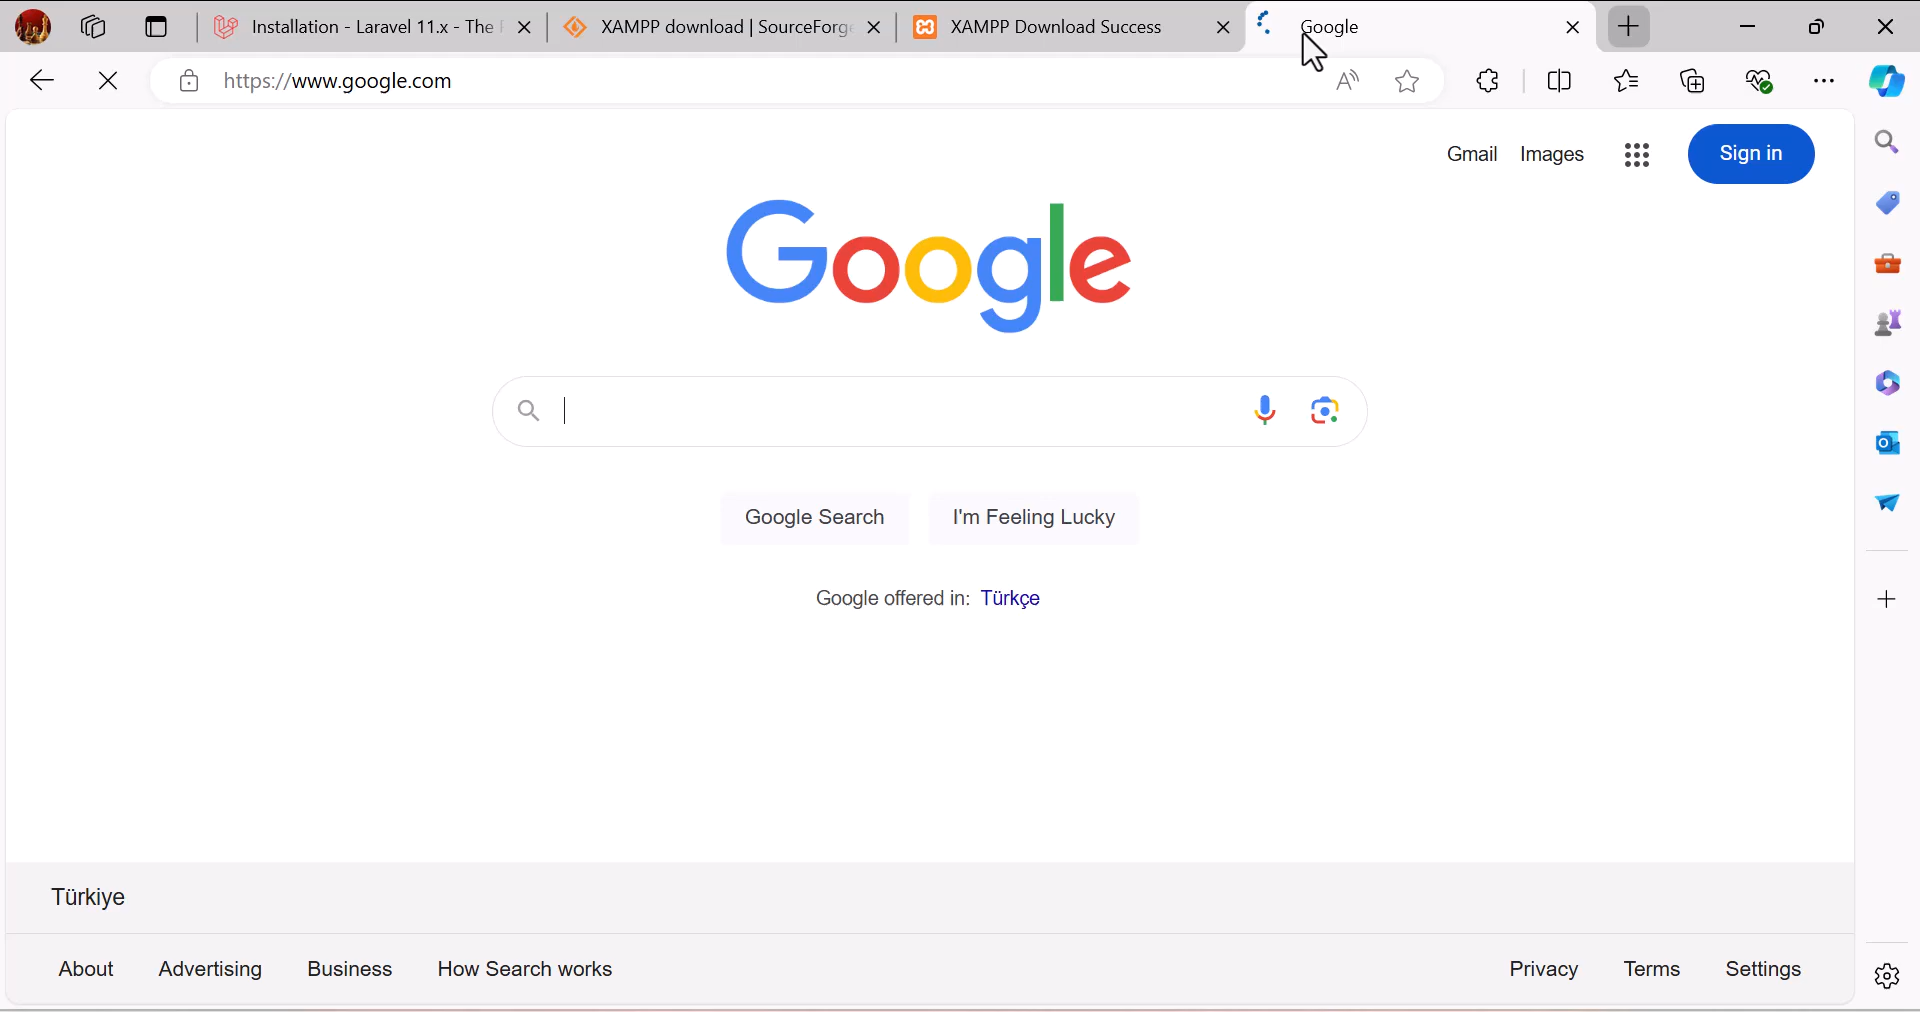 Installation - Laravel 11.x - The
XAMPP download | SourceForge
XAMPP Download Success
Google
https://www.google.com
Gmail
Images
Sign in
Google
Google Search
I'm Feeling Lucky
Google offered in: Türkçe
Türkiye
About
Advertising
Business
How Search works
Privacy
Terms
Settings